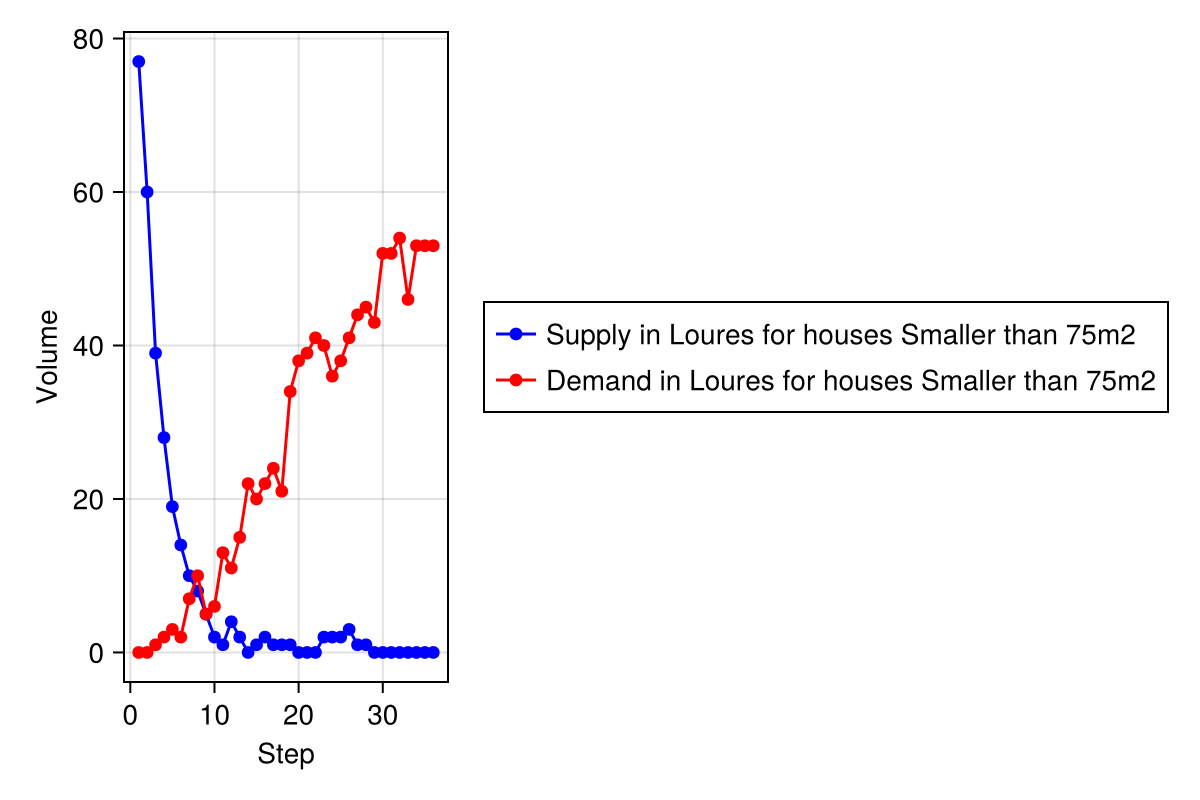 80
60
40
20
0
Volume
0 10 20 30
Step
Supply in Loures for houses Smaller than 75m2
Demand in Loures for houses Smaller than 75m2